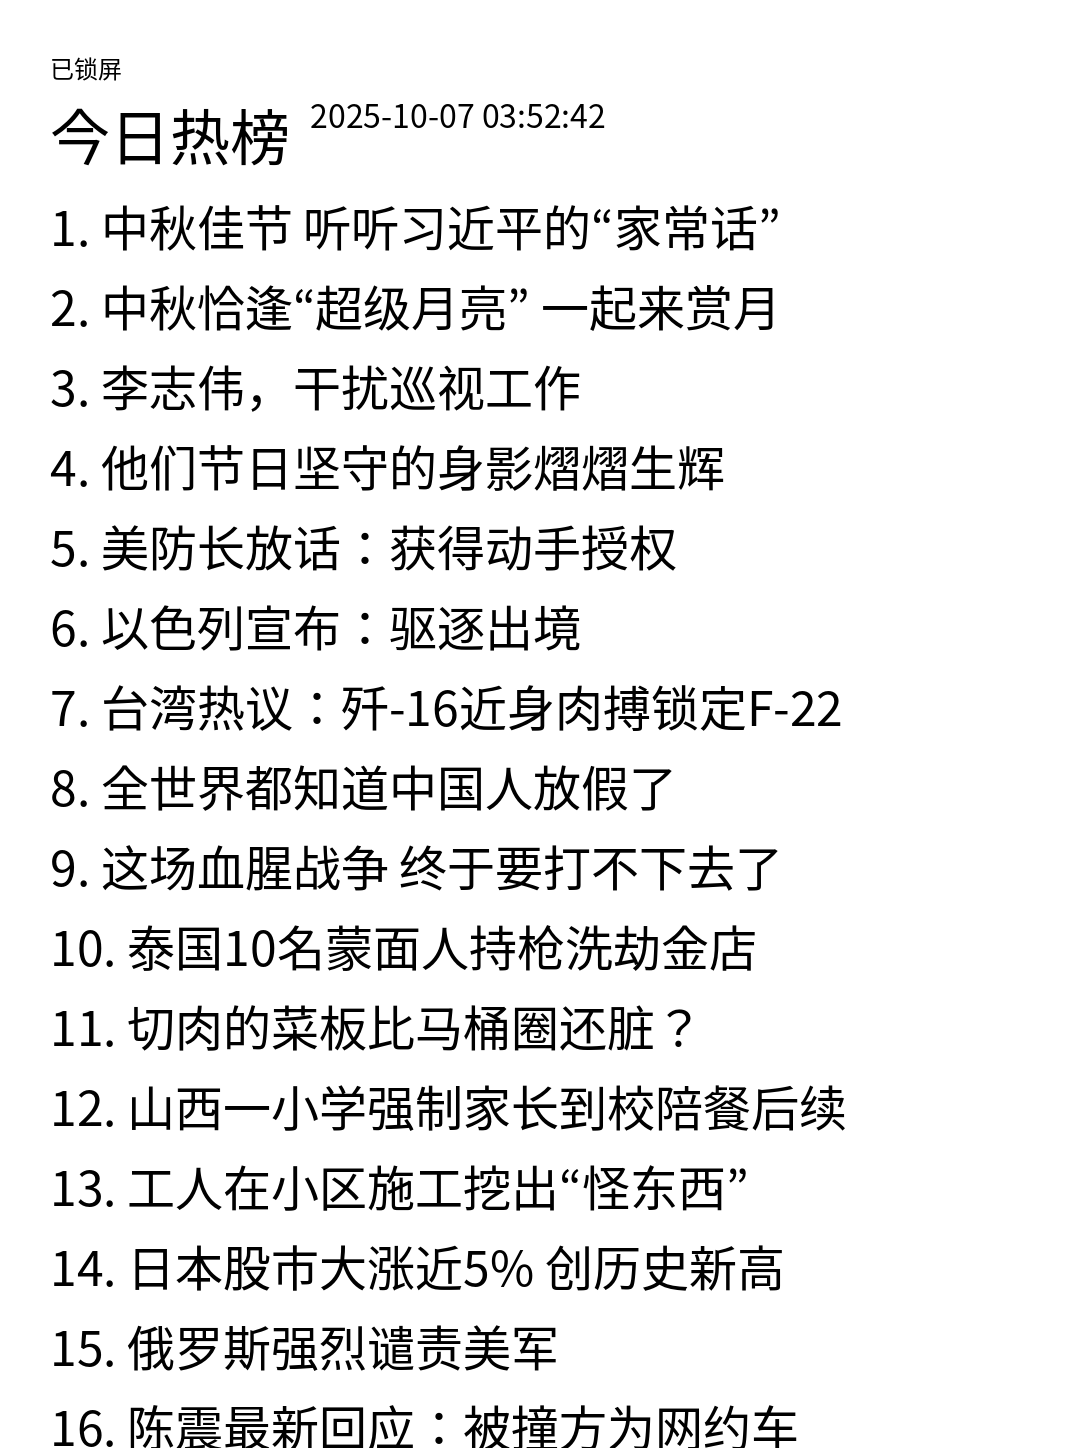 已锁屏
今日热榜 2025-10-07 03:52:42
1. 中秋佳节 听听习近平的“家常话”
2. 中秋恰逢“超级月亮” 一起来赏月
3. 李志伟，干扰巡视工作
4. 他们节日坚守的身影熠熠生辉
5. 美防长放话：获得动手授权
6. 以色列宣布：驱逐出境
7. 台湾热议：歼-16近身肉搏锁定F-22
8. 全世界都知道中国人放假了
9. 这场血腥战争 终于要打不下去了
10. 泰国10名蒙面人持枪洗劫金店
11. 切肉的菜板比马桶圈还脏？
12. 山西一小学强制家长到校陪餐后续
13. 工人在小区施工挖出“怪东西”
14. 日本股市大涨近5% 创历史新高
15. 俄罗斯强烈谴责美军
16. 陈震最新回应：被撞方为网约车